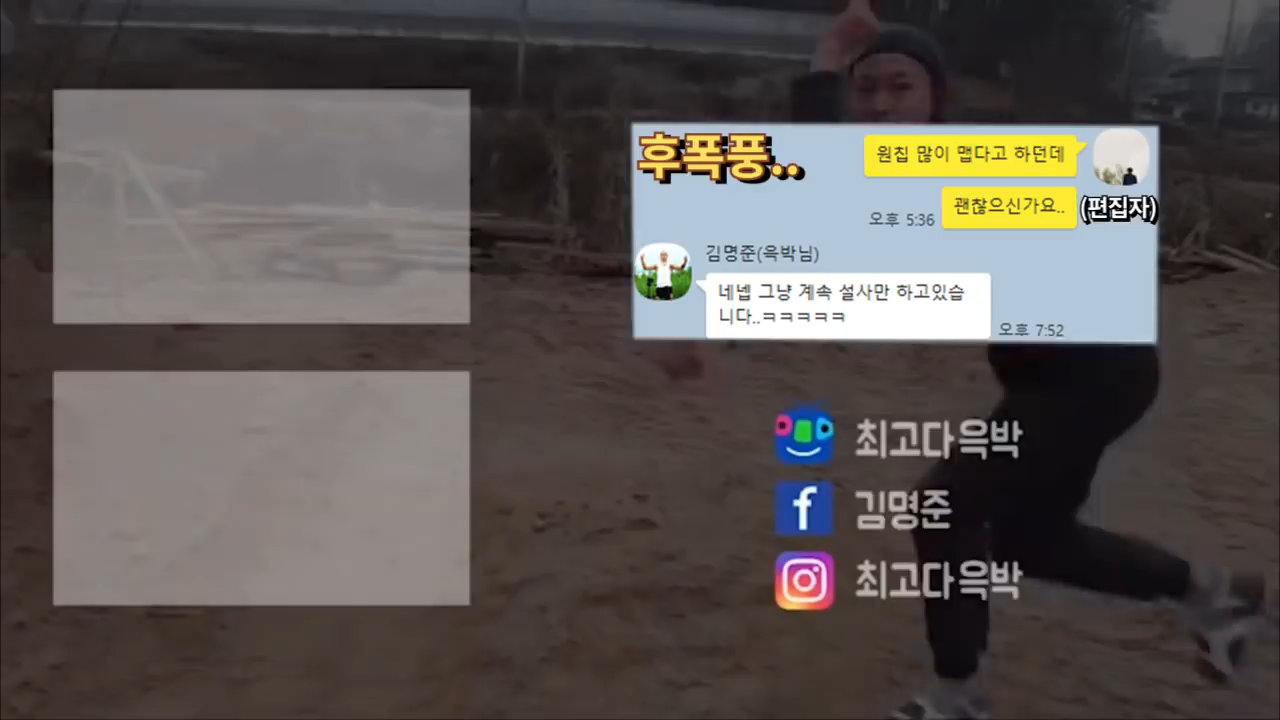 후폭풍..
원칩 많이 맵다고 하던데
괜찮으신가요..
오후 5:36
(편집자)
김명준(윽박님)
네넵 그냥 계속 설사만 하고있습
니다..ㅋㅋㅋㅋㅋ
오후 7:52
최고다윽박
f 김명준
최고다윽박